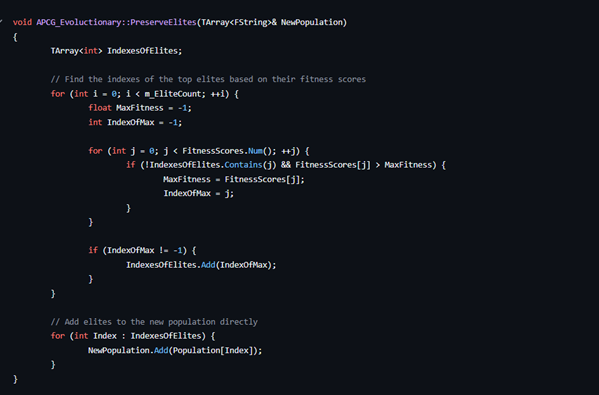 void APCG_Evoluctionary::PreserveElites(TArray<FString>& NewPopulation)
{
TArray<int> IndexesOfElites;
// Find the indexes of the top elites based on their fitness scores
for (int i = 0; i < m_EliteCount; ++i) {
float MaxFitness = -1;
int IndexOfMax = -1;
for (int j = 0; j < FitnessScores.Num(); ++j) {
if (!IndexesOfElites.Contains(j) && FitnessScores[j] > MaxFitness) {
MaxFitness = FitnessScores[j];
IndexOfMax = j;
}
}
if (IndexOfMax != -1) {
IndexesOfElites.Add(IndexOfMax);
}
}
// Add elites to the new population directly
for (int Index : IndexesOfElites) {
NewPopulation.Add(Population[Index]);
}
}